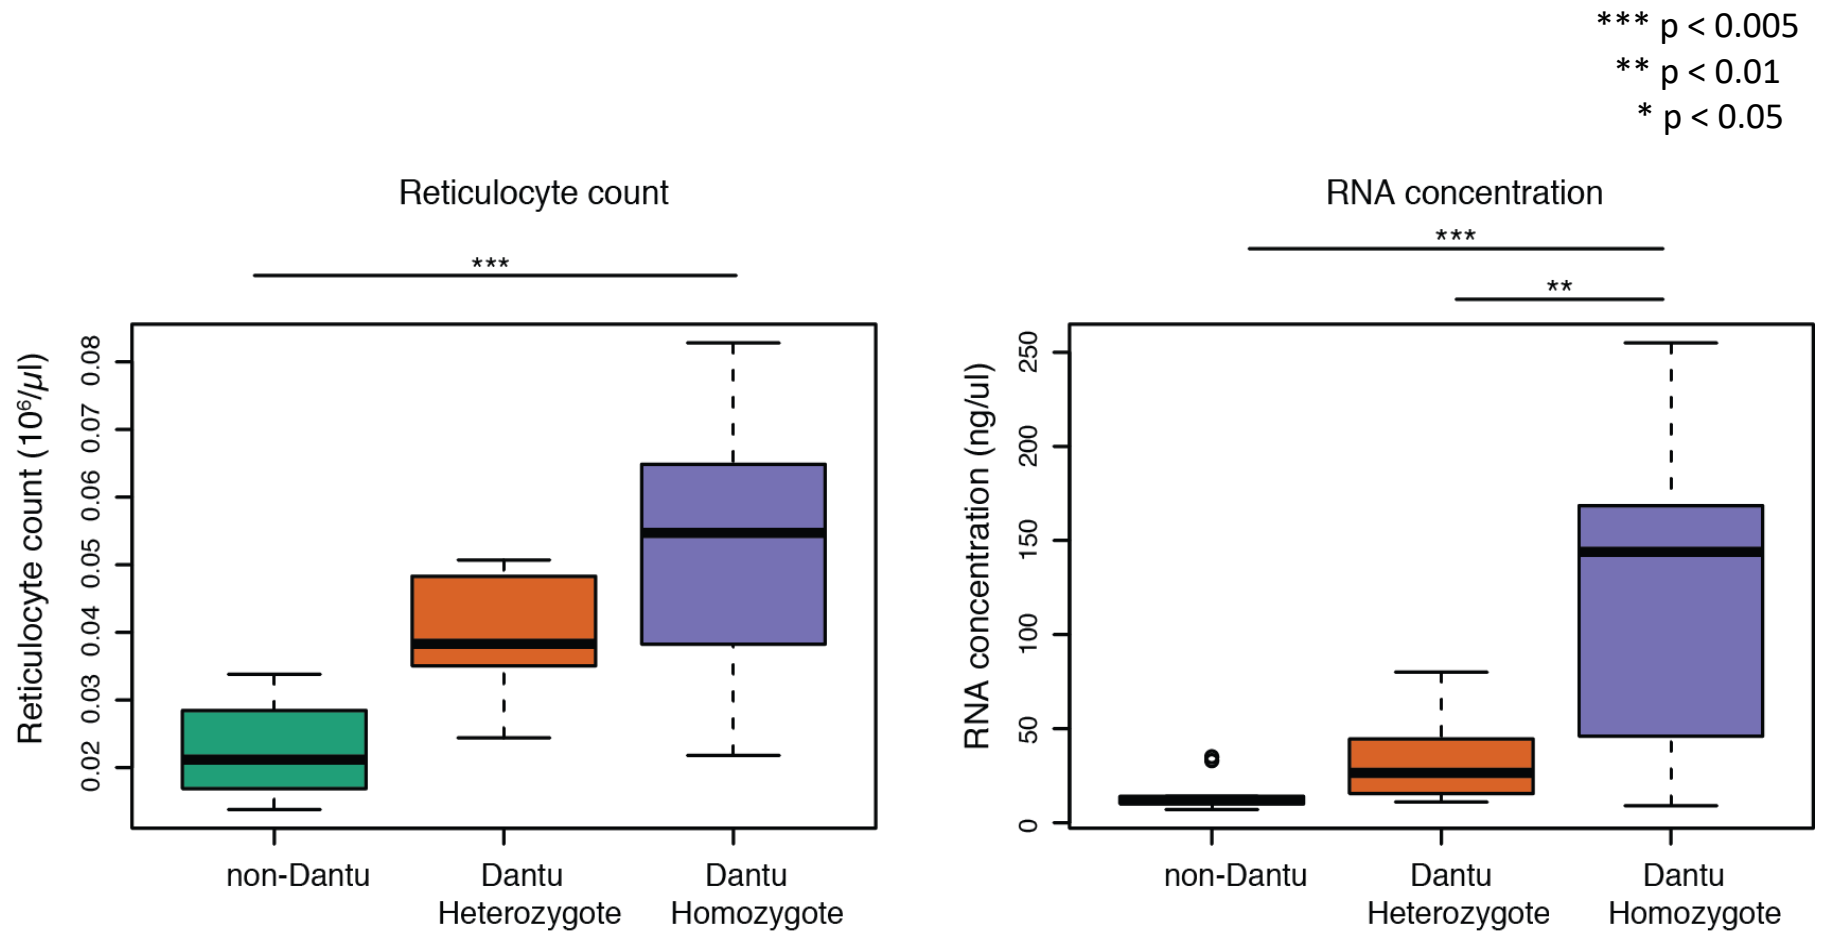 *** p < 0.005
** p < 0.01
* p < 0.05
Reticulocyte count
***
Reticulocyte count (10⁶/µl)
0.08
0.07
0.06
0.05
0.04
0.03
0.02
non-Dantu
Dantu Heterozygote
Dantu Homozygote
RNA concentration
***
**
RNA concentration (ng/ul)
250
200
150
100
50
0
non-Dantu
Dantu Heterozygote
Dantu Homozygote